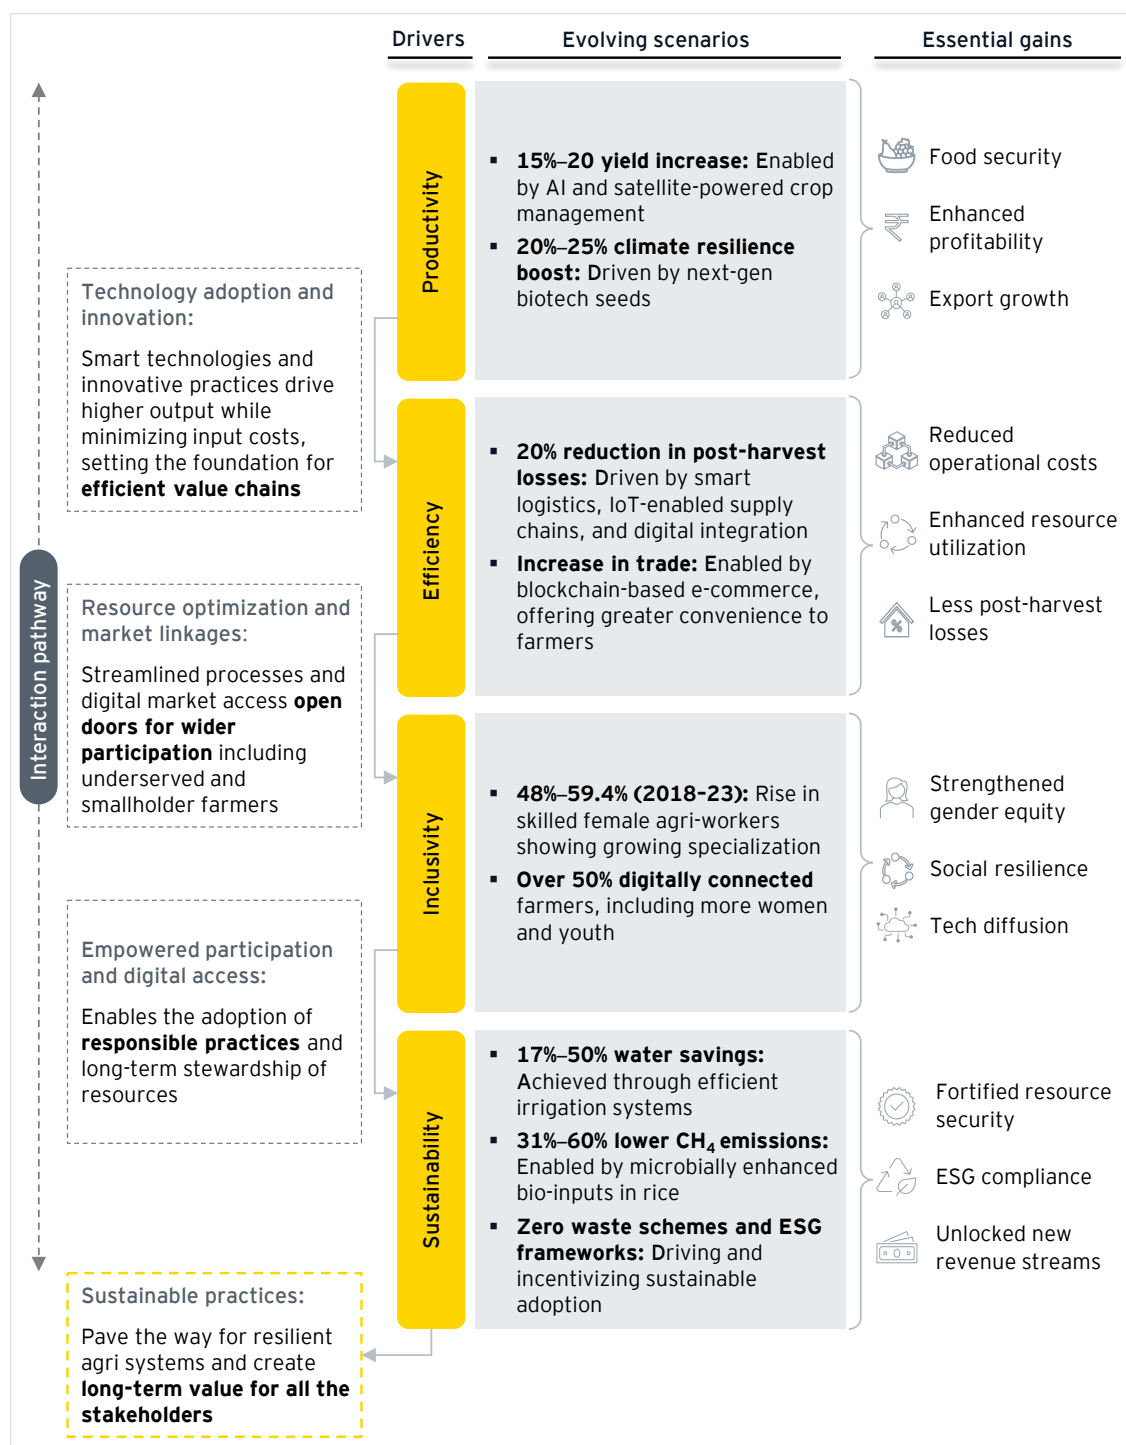 Drivers
Evolving scenarios
Essential gains
Interaction pathway
Technology adoption and
innovation:
Smart technologies and
innovative practices drive
higher output while
minimizing input costs,
setting the foundation for
efficient value chains
Resource optimization and
market linkages:
Streamlined processes and
digital market access open
doors for wider
participation including
underserved and
smallholder farmers
Empowered participation
and digital access:
Enables the adoption of
responsible practices and
long-term stewardship of
resources
Sustainable practices:
Pave the way for resilient
agri systems and create
long-term value for all the
stakeholders
Productivity
▪ 15%–20 yield increase: Enabled
by AI and satellite-powered crop
management
▪ 20%–25% climate resilience
boost: Driven by next-gen
biotech seeds
Food security
₹
Enhanced
profitability
Export growth
Efficiency
▪ 20% reduction in post-harvest
losses: Driven by smart
logistics, IoT-enabled supply
chains, and digital integration
▪ Increase in trade: Enabled by
blockchain-based e-commerce,
offering greater convenience to
farmers
Reduced
operational costs
Enhanced resource
utilization
%
Less post-harvest
losses
Inclusivity
▪ 48%–59.4% (2018–23): Rise in
skilled female agri-workers
showing growing specialization
▪ Over 50% digitally connected
farmers, including more women
and youth
Strengthened
gender equity
Social resilience
Tech diffusion
Sustainability
▪ 17%–50% water savings:
Achieved through efficient
irrigation systems
▪ 31%–60% lower CH₄ emissions:
Enabled by microbially enhanced
bio-inputs in rice
▪ Zero waste schemes and ESG
frameworks: Driving and
incentivizing sustainable
adoption
Fortified resource
security
ESG compliance
Unlocked new
revenue streams